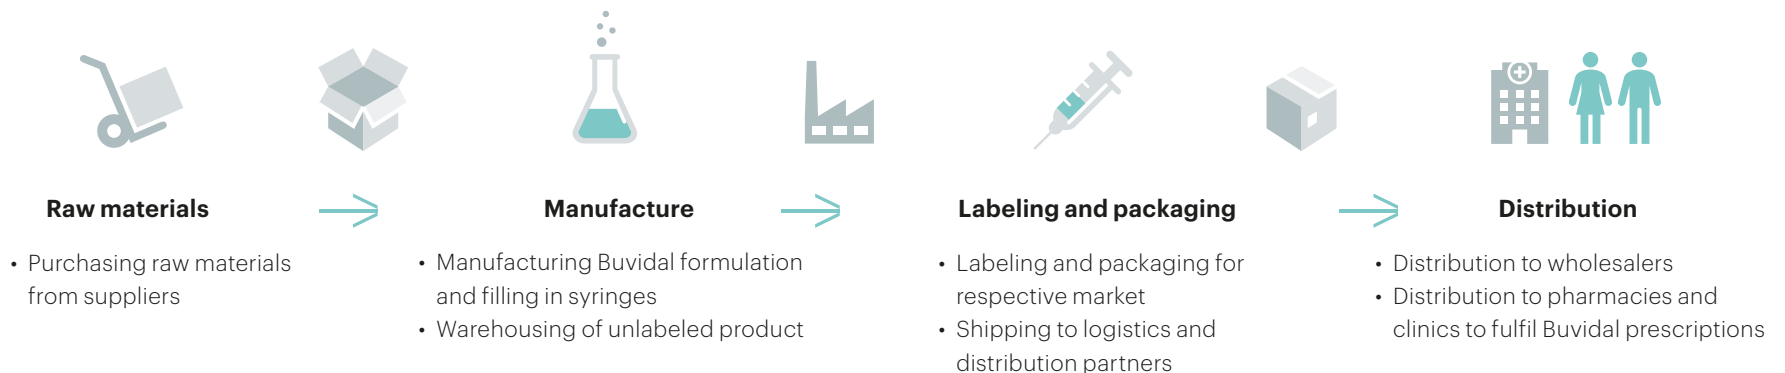 Raw materials
• Purchasing raw materials
from suppliers
Manufacture
• Manufacturing Buvidal formulation
and filling in syringes
• Warehousing of unlabeled product
Labeling and packaging
• Labeling and packaging for
respective market
• Shipping to logistics and
distribution partners
Distribution
• Distribution to wholesalers
• Distribution to pharmacies and
clinics to fulfil Buvidal prescriptions